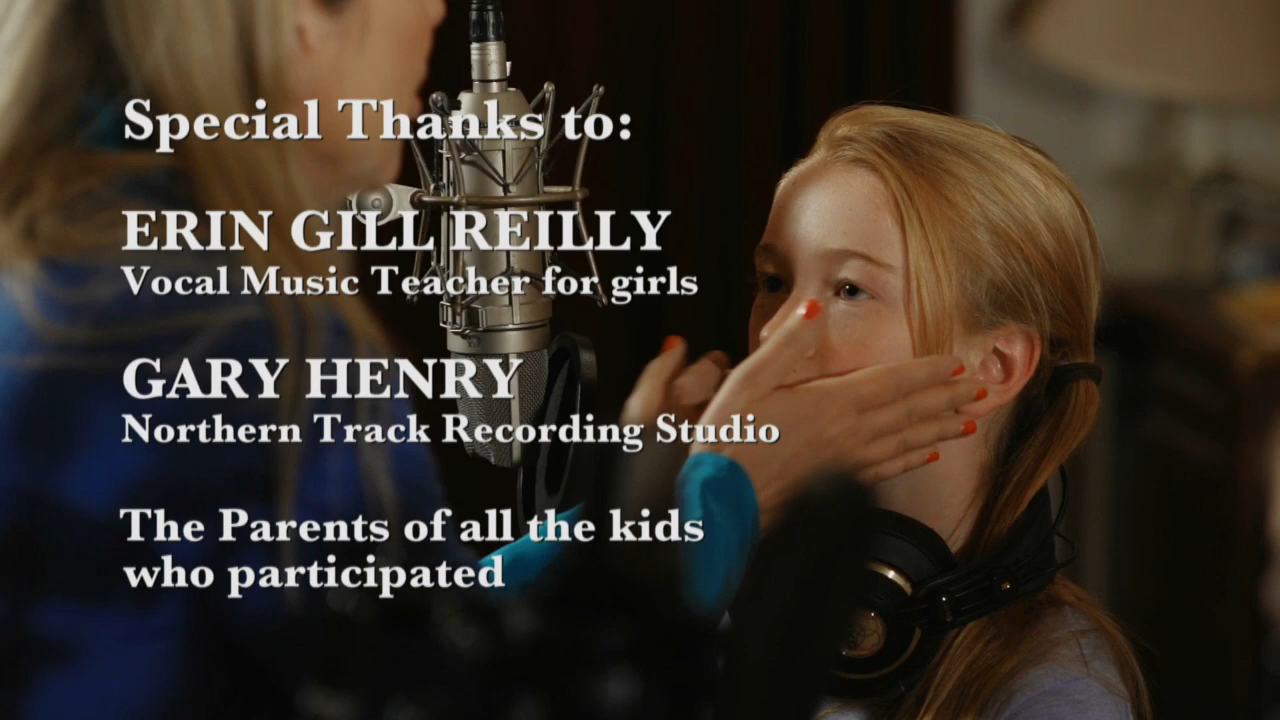 Special Thanks to:
ERIN GILL REILLY
Vocal Music Teacher for girls
GARY HENRY
Northern Track Recording Studio
The Parents of all the kids
who participated